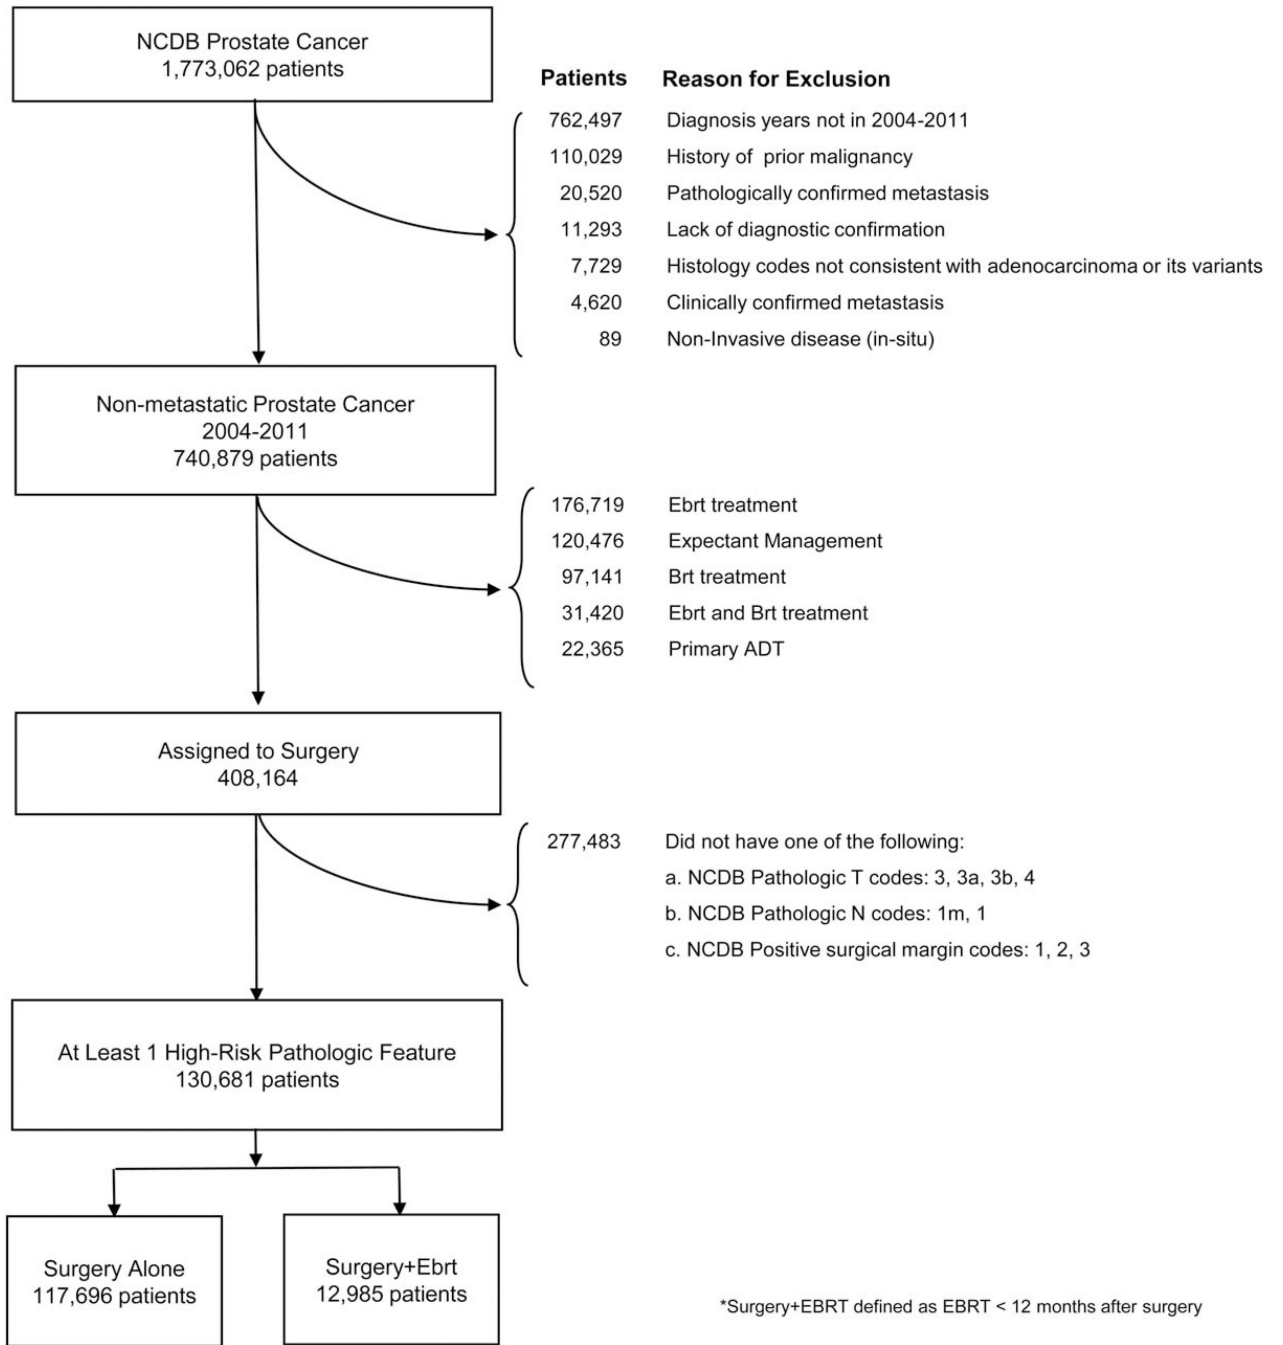 NCDB Prostate Cancer
1,773,062 patients
Patients Reason for Exclusion
762,497 Diagnosis years not in 2004-2011
110,029 History of prior malignancy
20,520 Pathologically confirmed metastasis
11,293 Lack of diagnostic confirmation
7,729 Histology codes not consistent with adenocarcinoma or its variants
4,620 Clinically confirmed metastasis
89 Non-Invasive disease (in-situ)
Non-metastatic Prostate Cancer
2004-2011
740,879 patients
176,719 Ebrt treatment
120,476 Expectant Management
97,141 Brt treatment
31,420 Ebrt and Brt treatment
22,365 Primary ADT
Assigned to Surgery
408,164
277,483 Did not have one of the following:
a. NCDB Pathologic T codes: 3, 3a, 3b, 4
b. NCDB Pathologic N codes: 1m, 1
c. NCDB Positive surgical margin codes: 1, 2, 3
At Least 1 High-Risk Pathologic Feature
130,681 patients
Surgery Alone
117,696 patients
Surgery+Ebrt
12,985 patients
*Surgery+EBRT defined as EBRT < 12 months after surgery